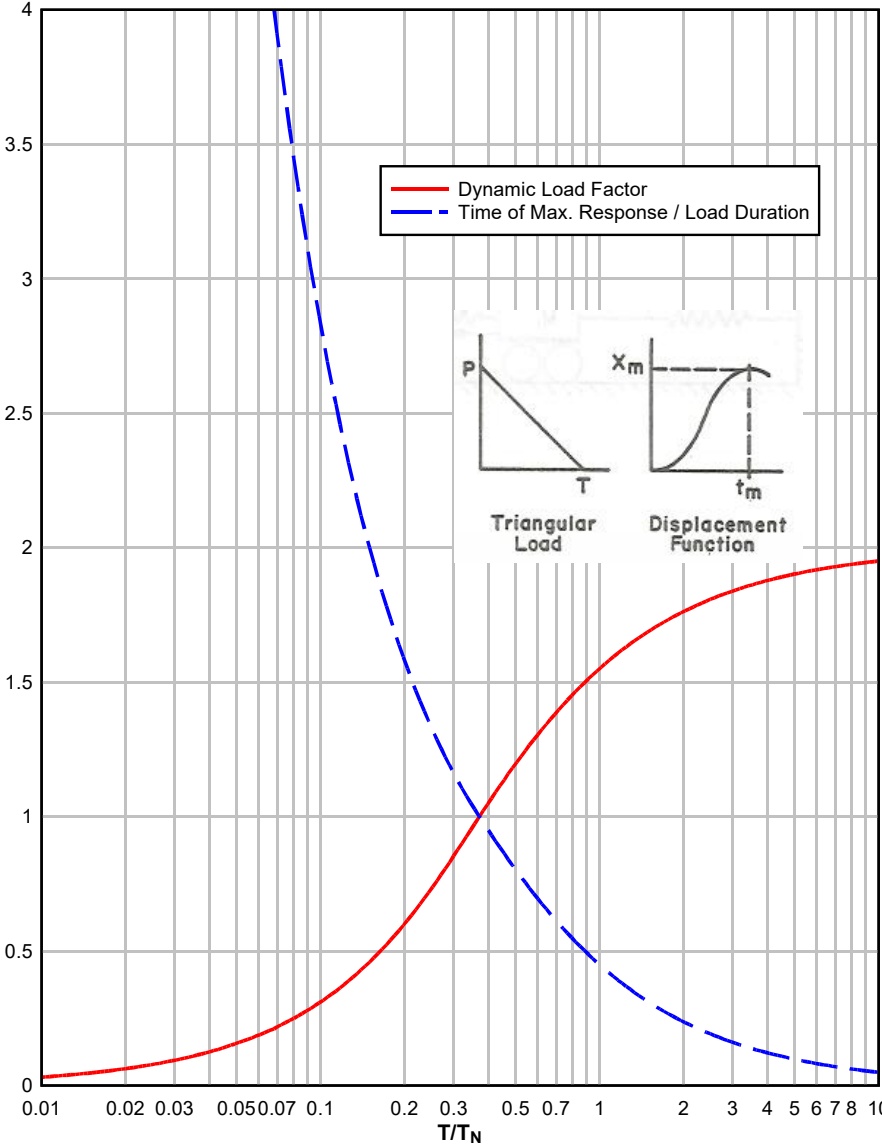 4
3.5
3
2.5
2
1.5
1
0.5
0
Dynamic Load Factor
Time of Max. Response / Load Duration
P
T
Triangular
Load
Xm
tm
Displacement
Function
0.01 0.02 0.03 0.05 0.07 0.1 0.2 0.3 0.5 0.7 1 2 3 4 5 6 7 8 10
T/TN